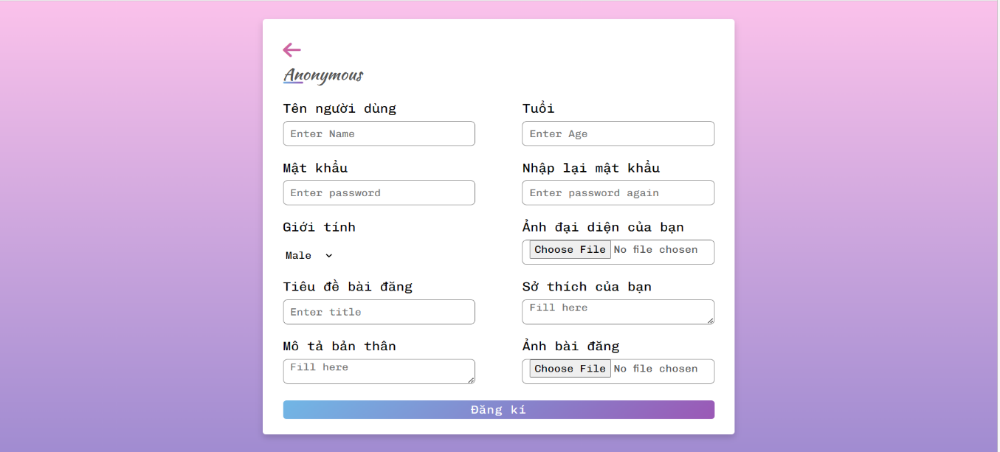 Anonymous
Tên người dùng
Tuổi
Enter Name
Enter Age
Mật khẩu
Nhập lại mật khẩu
Enter password
Enter password again
Giới tính
Ảnh đại diện của bạn
Male
Choose File No file chosen
Tiêu đề bài đăng
Sở thích của bạn
Enter title
Fill here
Mô tả bản thân
Ảnh bài đăng
Fill here
Choose File No file chosen
Đăng kí